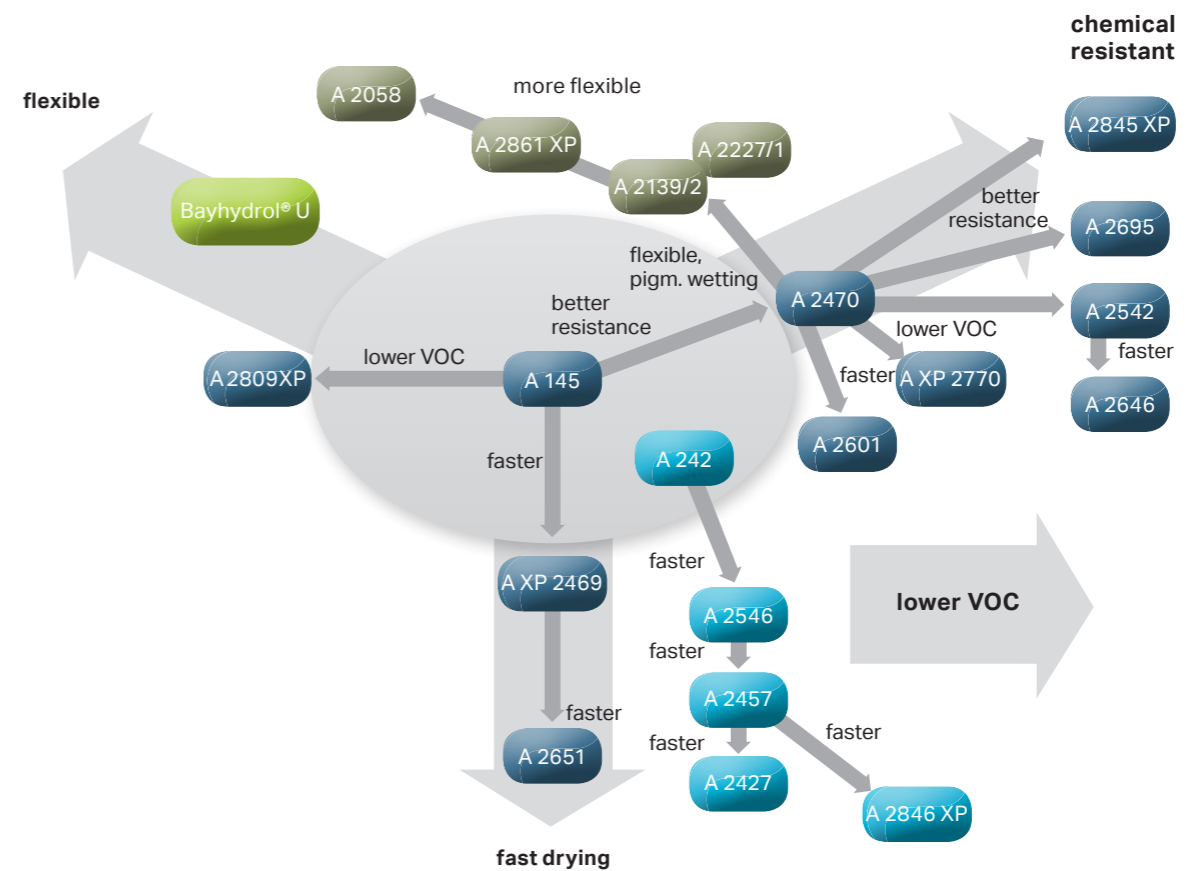 chemical
resistant
flexible
A 2058
more flexible
A 2845 XP
A 2861 XP
A 2227/1
A 2139/2
Bayhydrol® U
better
resistance
A 2695
flexible,
pigm. wetting
A 2470
better
resistance
A 2542
lower VOC
faster
lower VOC
A 2809XP
A 145
faster
A XP 2770
A 2646
A 2601
faster
A 242
faster
A XP 2469
A 2546
lower VOC
faster
A 2457
faster
faster
faster
A 2651
A 2427
A 2846 XP
fast drying